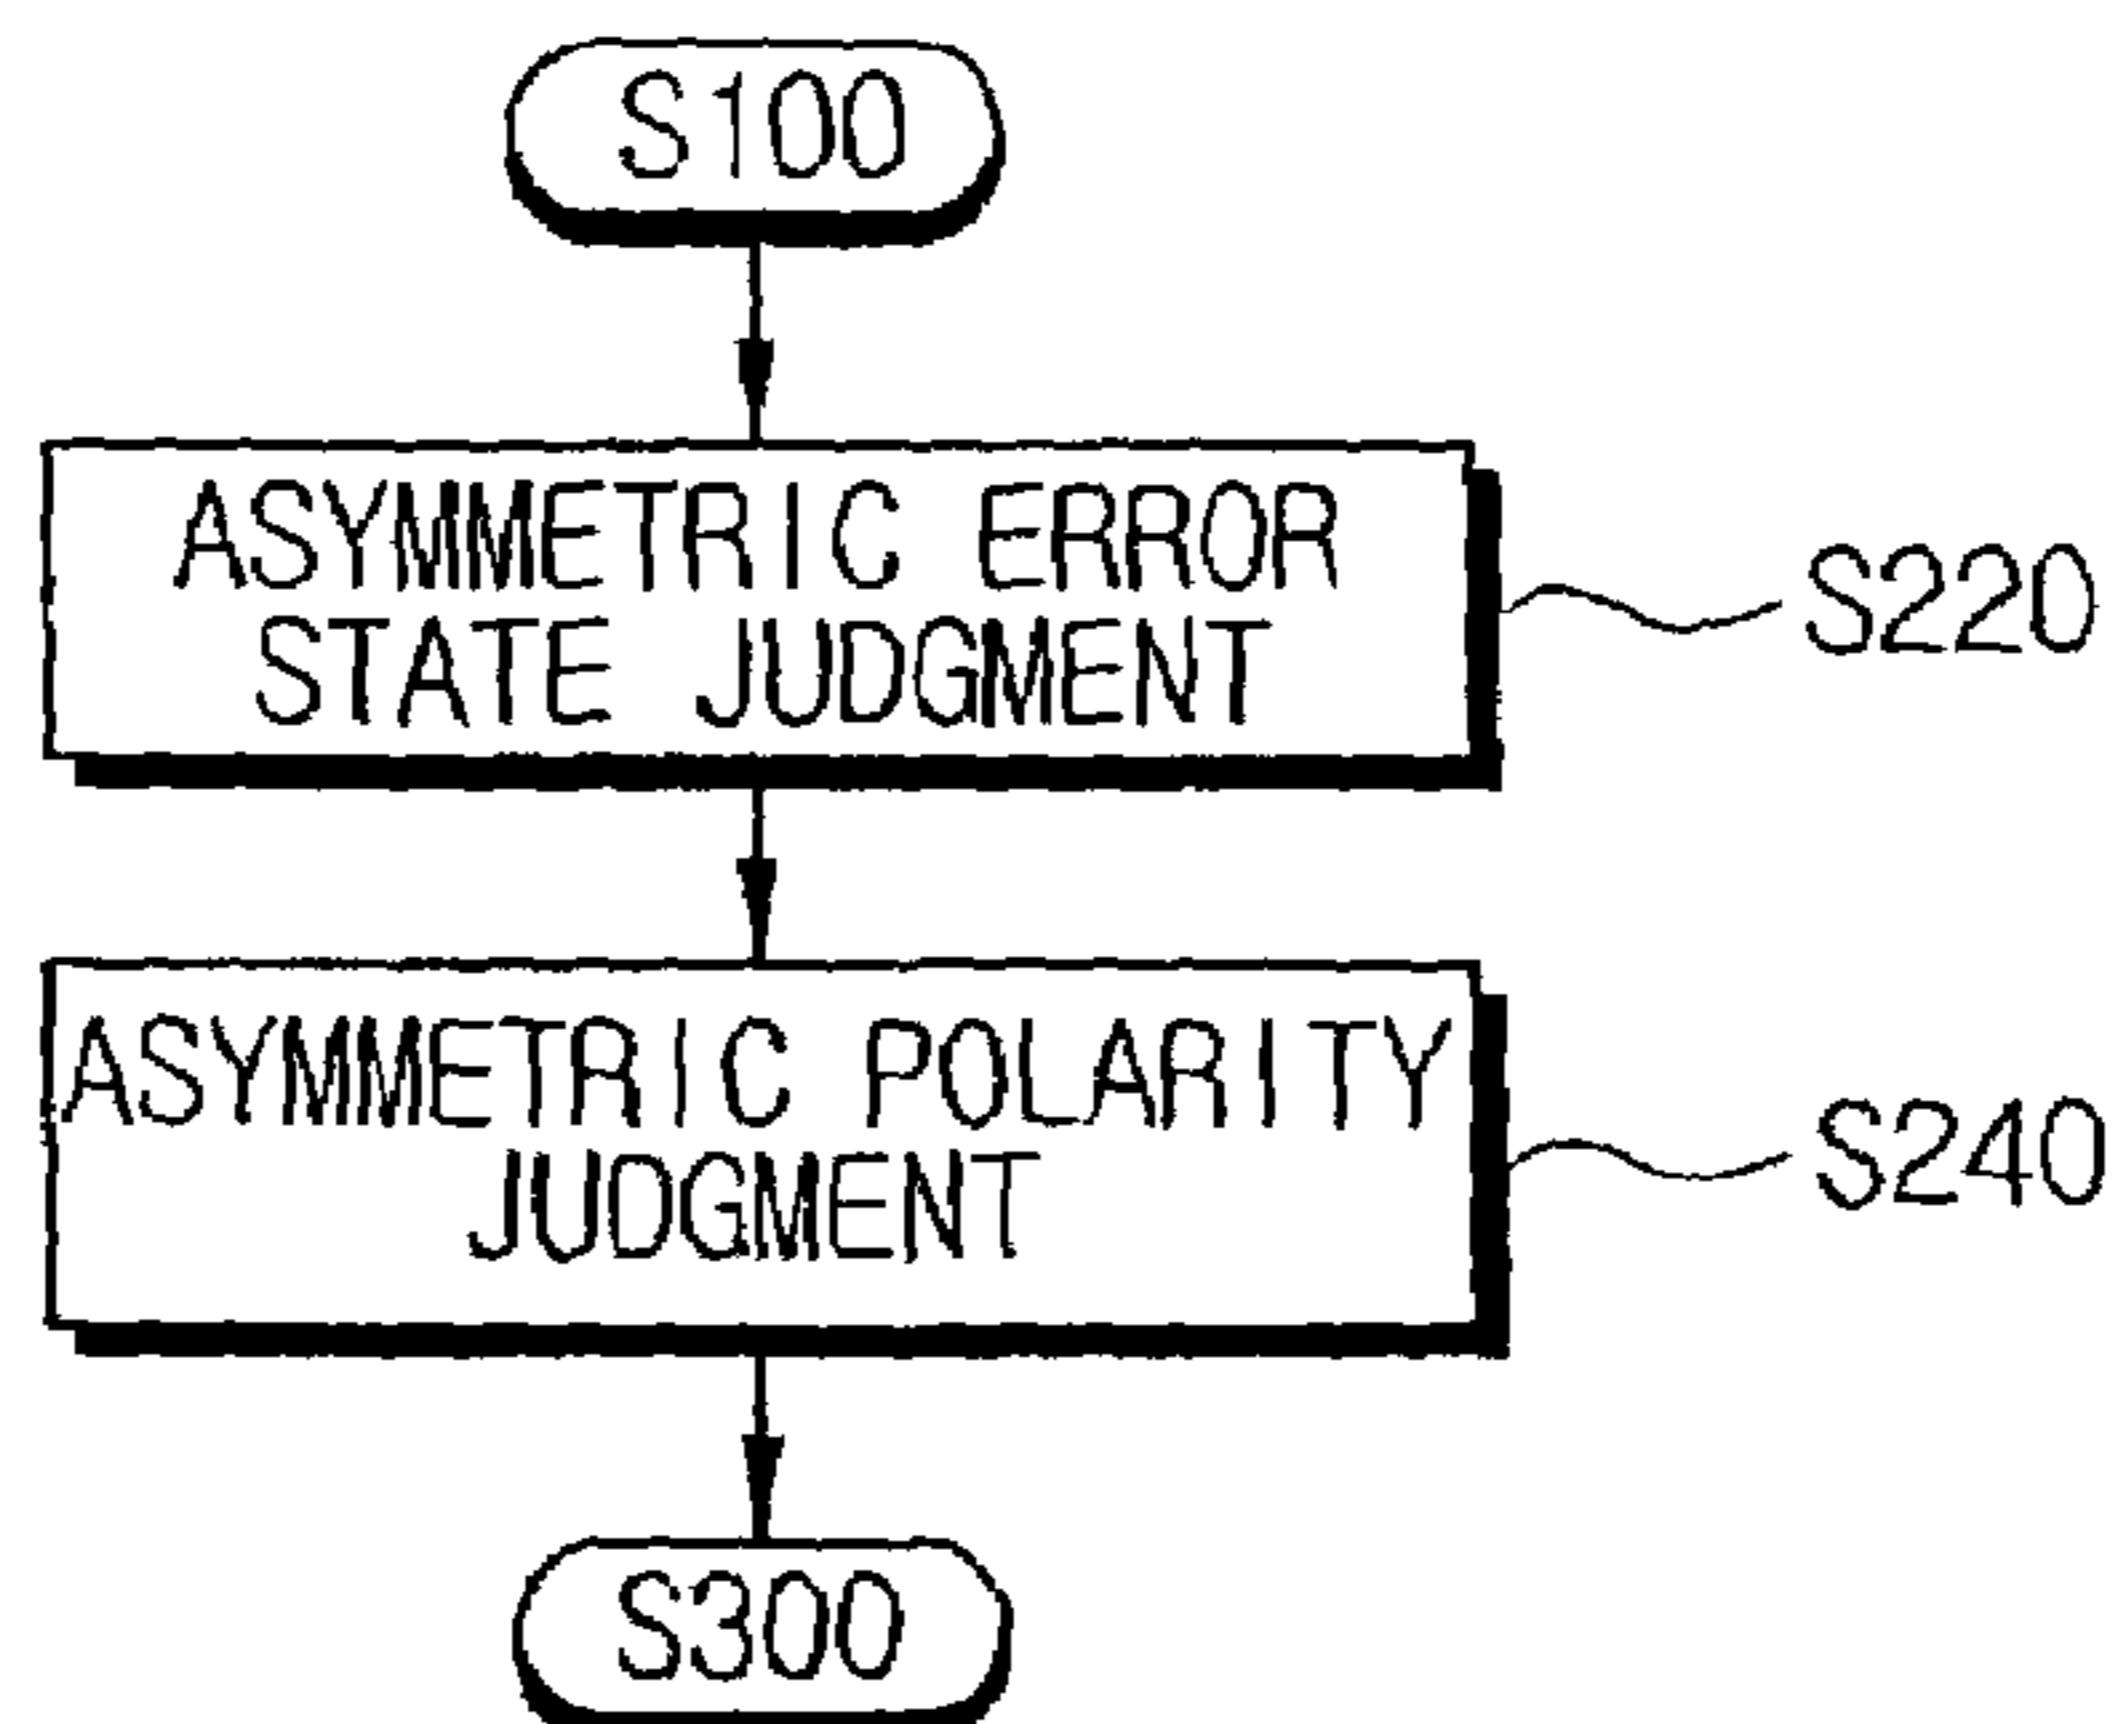 S100
ASYMMETRIC ERROR
STATE JUDGMENT
S220
ASYMMETRIC POLARITY
JUDGMENT
S240
S300